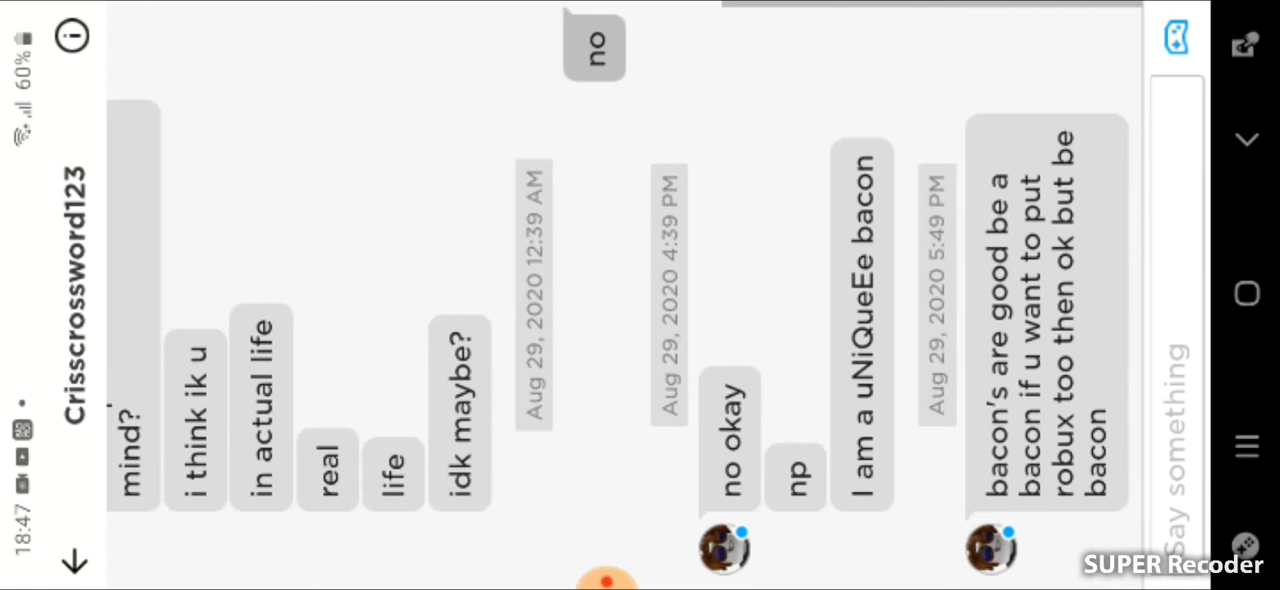 18:47
60%
Crisscrossword123
mind?
i think ik u
in actual life
real
life
idk maybe?
Aug 29, 2020 12:39 AM
no
Aug 29, 2020 4:39 PM
no okay
np
I am a uNiQueEe bacon
Aug 29, 2020 5:49 PM
bacon's are good be a
bacon if u want to put
robux too then ok but be
bacon
Say something
SUPER Recoder